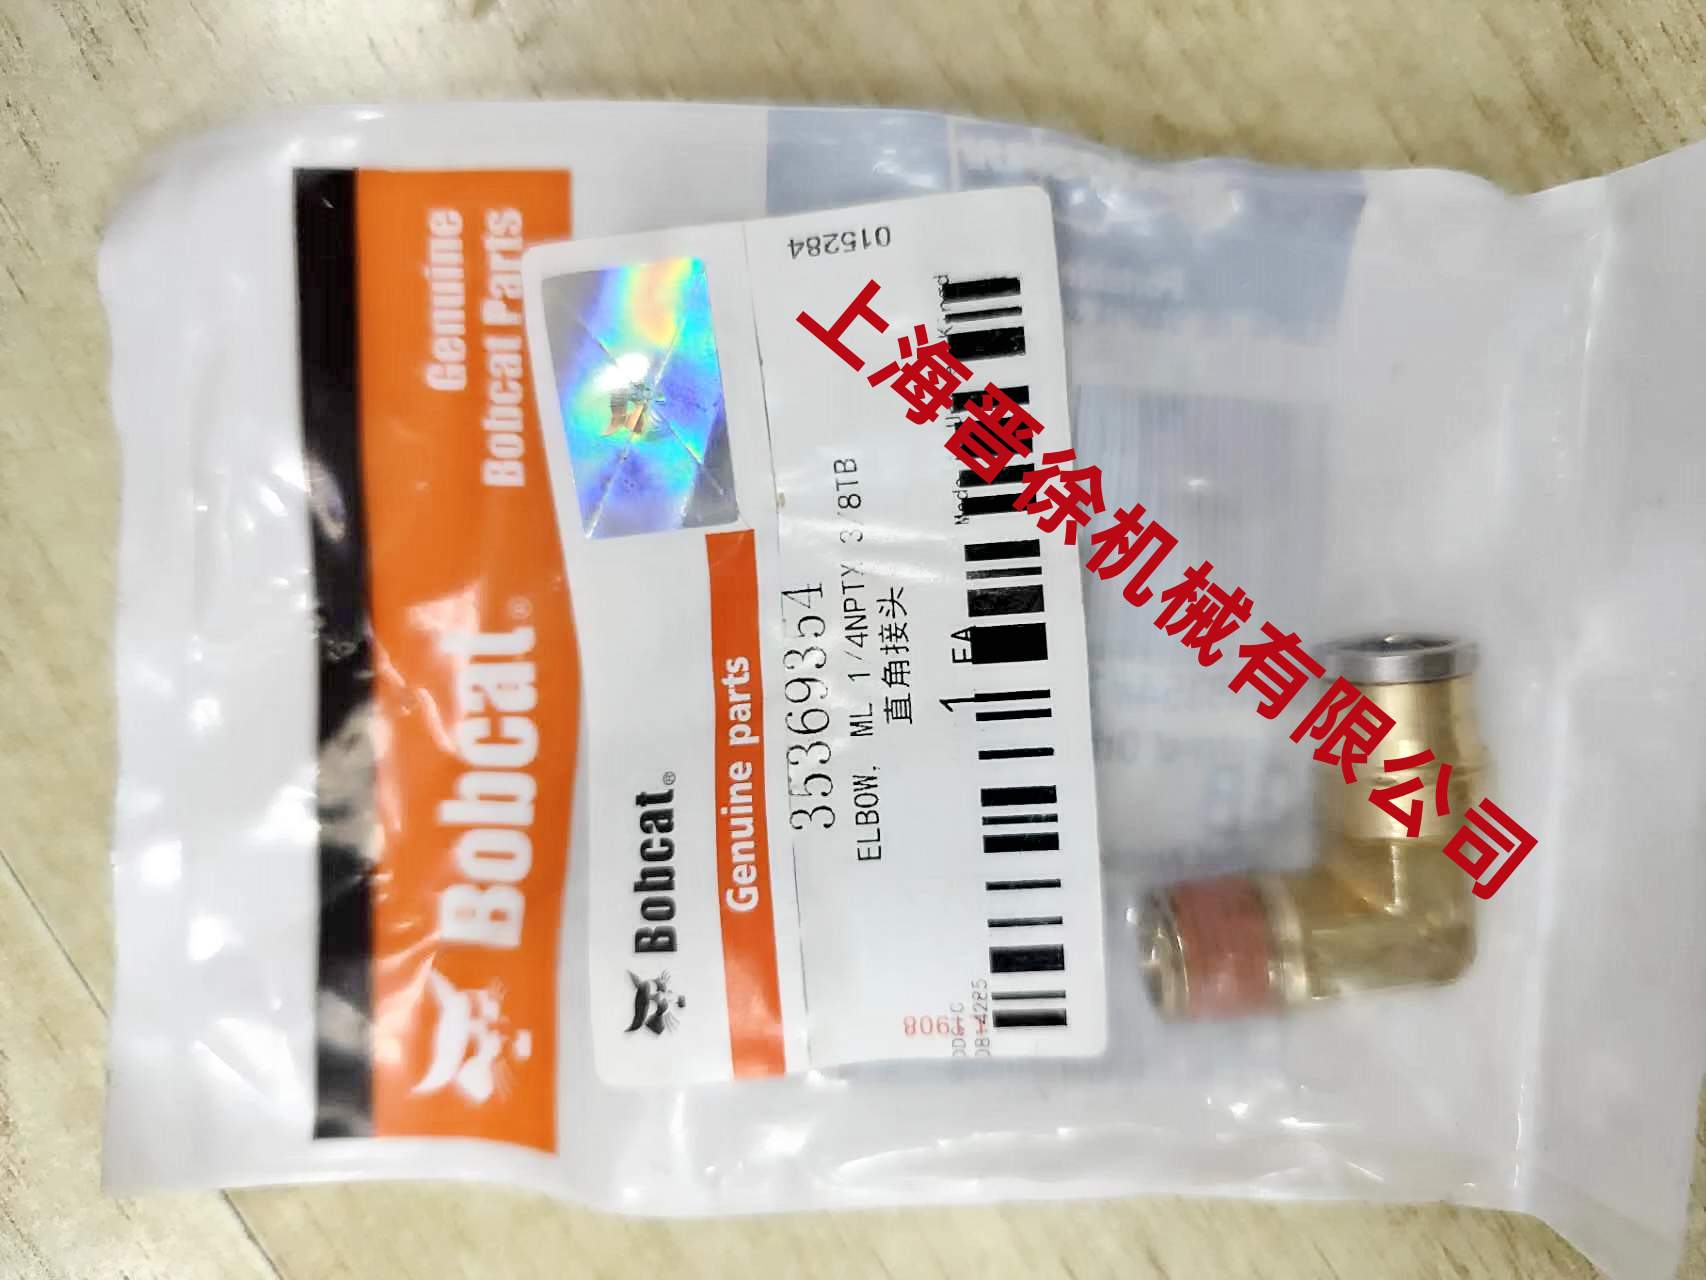 Genuine
Bobcat Parts
Bobcat®
Bobcat®
Genuine parts
015284
35369354
ELBOW, ML 1/4NPTX 3/8TB
直角接头
1 EA
上海晋徐机械有限公司